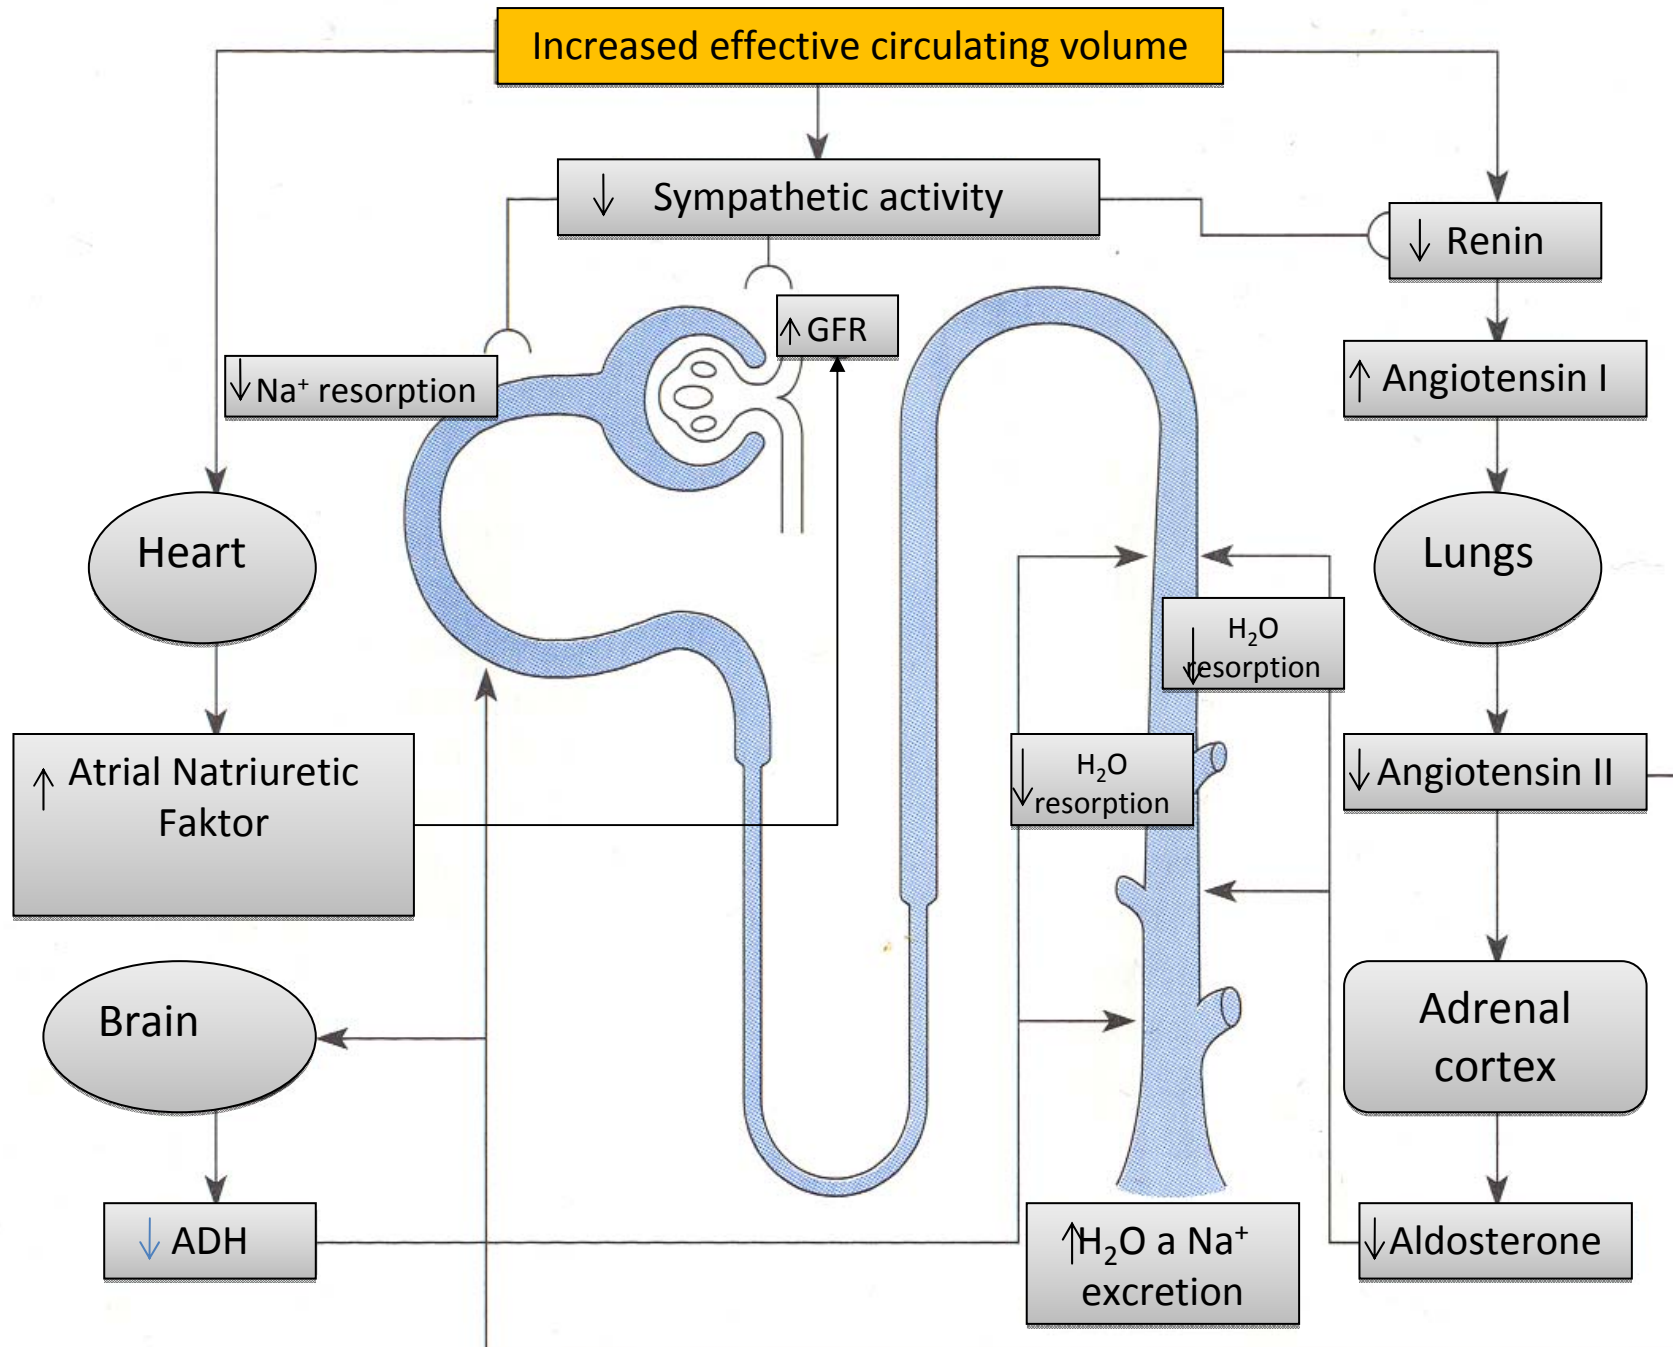 Increased effective circulating volume
↓ Sympathetic activity
↓ Renin
↑ GFR
↓ Na⁺ resorption
↑ Angiotensin I
Heart
Lungs
↓ H₂O
resorption
↓ H₂O
resorption
↑ Atrial Natriuretic
Faktor
↓ Angiotensin II
Brain
Adrenal
cortex
↓ ADH
↑H₂O a Na⁺
excretion
↓ Aldosterone